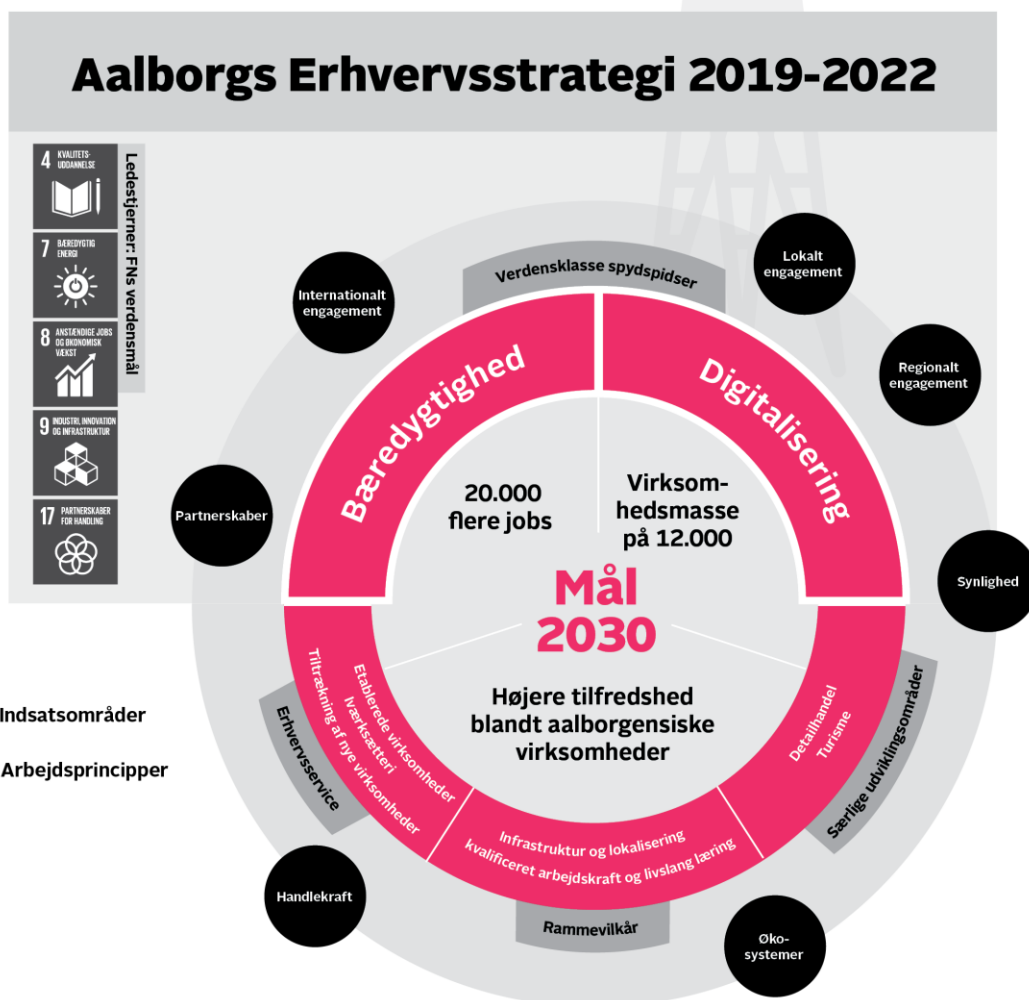 Aalborgs Erhvervsstrategi 2019-2022
4 KVALITETS-
UDDANNELSE
7 BÆREDYGTIG
ENERGI
8 ANSTÆNDIGE JOBS
OG ØKONOMISK
VÆKST
9 INDUSTRI, INNOVATION
OG INFRASTRUKTUR
17 PARTNERSKABER
FOR HANDLING
Ledestjerner: FNs verdensmål
Verdensklasse spydspidser
Internationalt
engagement
Lokalt
engagement
Regionalt
engagement
Partnerskaber
Synlighed
Bæredygtighed
Digitalisering
20.000
flere jobs
Virksom-
hedsmasse
på 12.000
Mål
2030
Højere tilfredshed
blandt aalborgensiske
virksomheder
Indsatsområder
Arbejdsprincipper
Erhvervsservice
Etablerede virksomheder
Iværksætteri
Tiltrækning af nye virksomheder
Detailhandel
Turisme
Særlige udviklingsområder
Infrastruktur og lokalisering
kvalificeret arbejdskraft og livslang læring
Rammevilkår
Handlekraft
Øko-
systemer